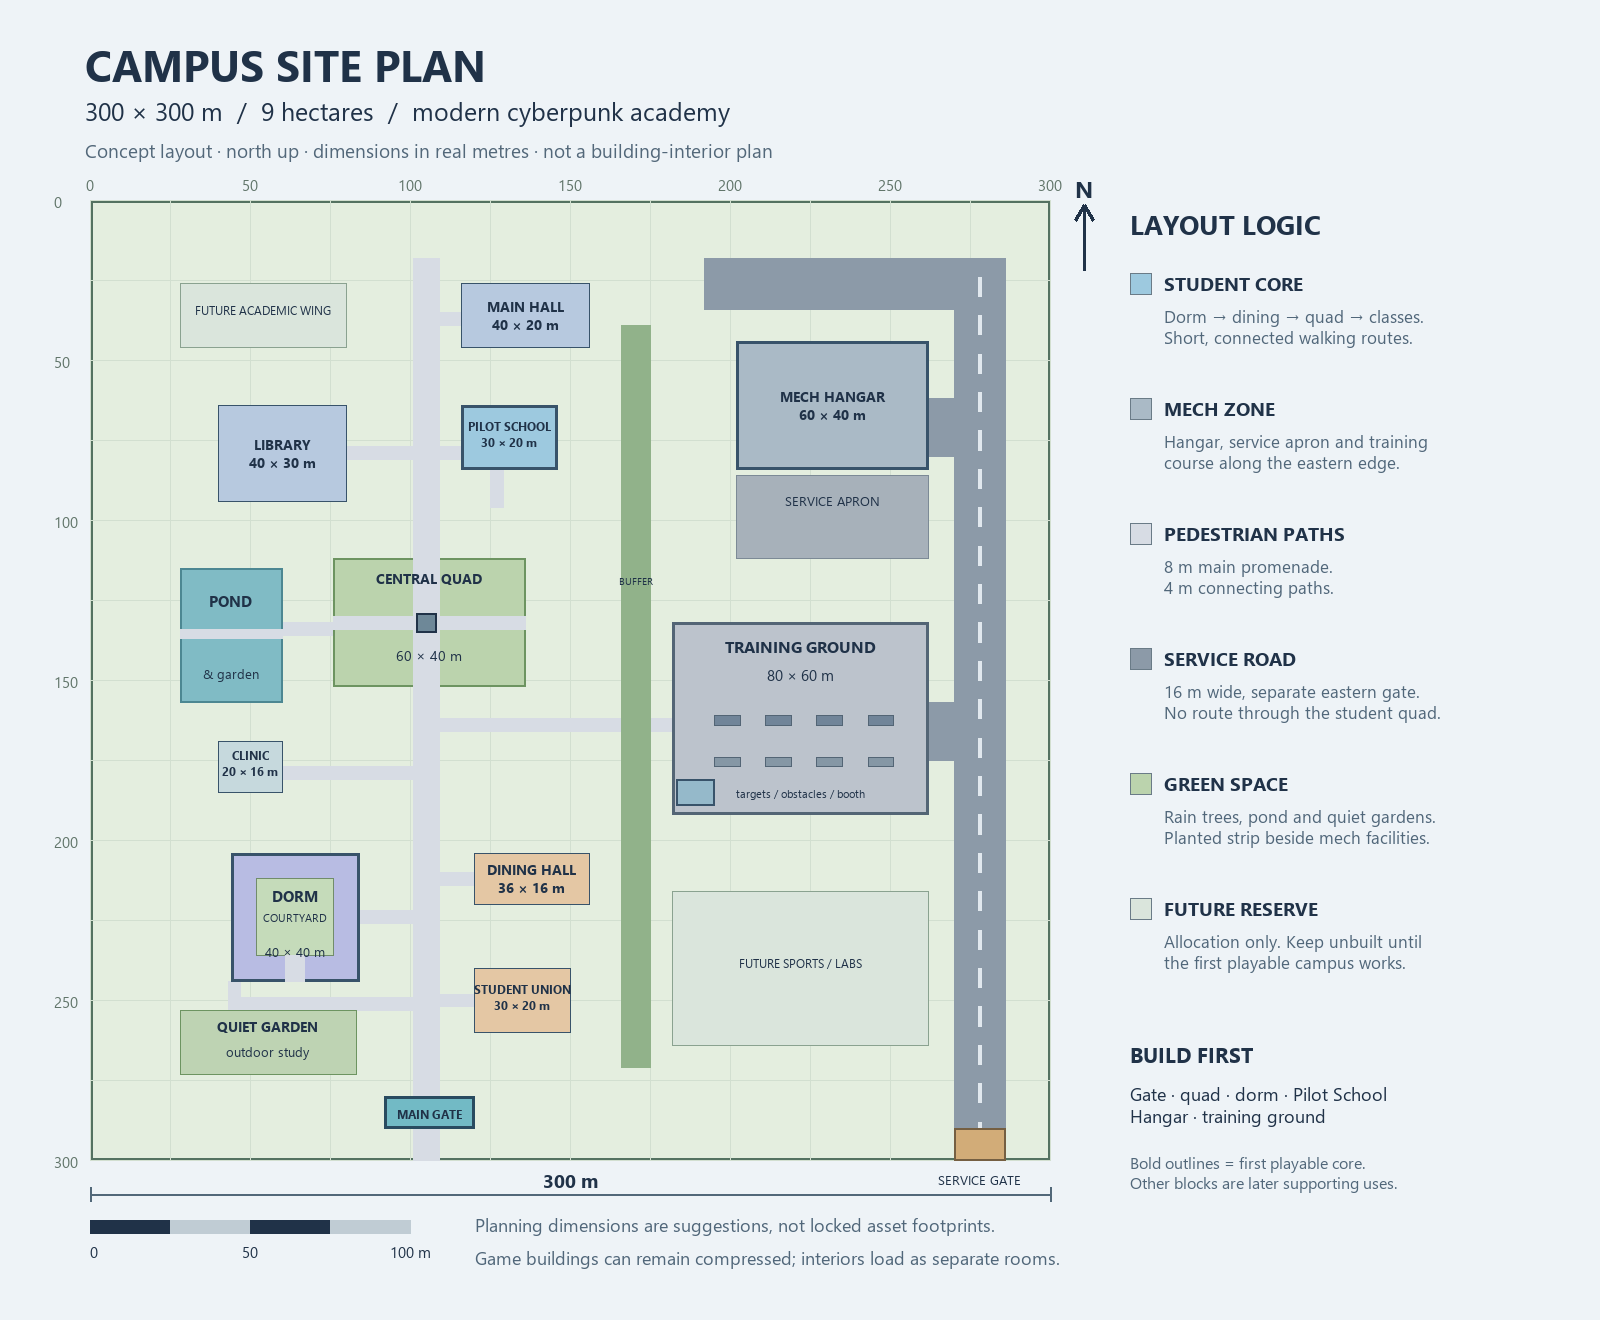 CAMPUS SITE PLAN
300 × 300 m / 9 hectares / modern cyberpunk academy
Concept layout · north up · dimensions in real metres · not a building-interior plan
0 50 100 150 200 250 300
N
0
50
100
150
200
250
300
FUTURE ACADEMIC WING
MAIN HALL
40 × 20 m
LIBRARY
40 × 30 m
PILOT SCHOOL
30 × 20 m
MECH HANGAR
60 × 40 m
SERVICE APRON
POND
& garden
CENTRAL QUAD
60 × 40 m
BUFFER
TRAINING GROUND
80 × 60 m
targets / obstacles / booth
CLINIC
20 × 16 m
DORM
COURTYARD
40 × 40 m
DINING HALL
36 × 16 m
STUDENT UNION
30 × 20 m
FUTURE SPORTS / LABS
QUIET GARDEN
outdoor study
MAIN GATE
SERVICE GATE
300 m
0 50 100 m
Planning dimensions are suggestions, not locked asset footprints.
Game buildings can remain compressed; interiors load as separate rooms.
LAYOUT LOGIC
STUDENT CORE
Dorm → dining → quad → classes.
Short, connected walking routes.
MECH ZONE
Hangar, service apron and training
course along the eastern edge.
PEDESTRIAN PATHS
8 m main promenade.
4 m connecting paths.
SERVICE ROAD
16 m wide, separate eastern gate.
No route through the student quad.
GREEN SPACE
Rain trees, pond and quiet gardens.
Planted strip beside mech facilities.
FUTURE RESERVE
Allocation only. Keep unbuilt until
the first playable campus works.
BUILD FIRST
Gate · quad · dorm · Pilot School
Hangar · training ground
Bold outlines = first playable core.
Other blocks are later supporting uses.